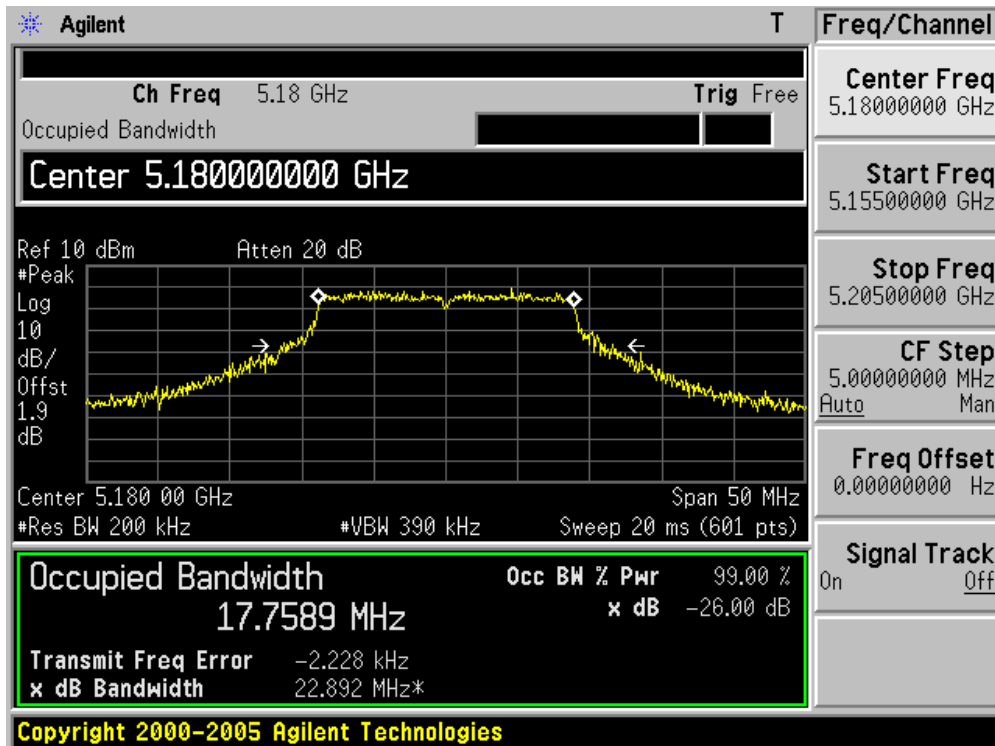 Agilent T Freq/Channel
Ch Freq 5.18 GHz Trig Free
Occupied Bandwidth
Center 5.180000000 GHz
Ref 10 dBm Atten 20 dB
#Peak
Log
10
dB/
Offst
1.9
dB
Center 5.180 00 GHz Span 50 MHz
#Res BW 200 kHz #VBW 390 kHz Sweep 20 ms (601 pts)
Occupied Bandwidth
17.7589 MHz
Occ BW % Pwr 99.00 %
x dB -26.00 dB
Transmit Freq Error -2.228 kHz
x dB Bandwidth 22.892 MHz*
Copyright 2000-2005 Agilent Technologies
Center Freq
5.18000000 GHz
Start Freq
5.15500000 GHz
Stop Freq
5.20500000 GHz
CF Step
5.00000000 MHz
Auto Man
Freq Offset
0.00000000 Hz
Signal Track
On Off